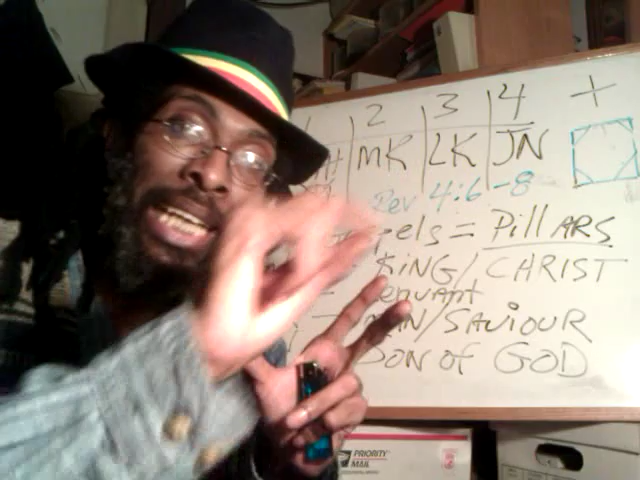 2 3 4 +
MK LK JN
Rev 4:6-8
pels = PillARS
KiNG/CHRIST
Servant
MAN/SAViOUR
SON of GOD
PRIORITY
MAIL